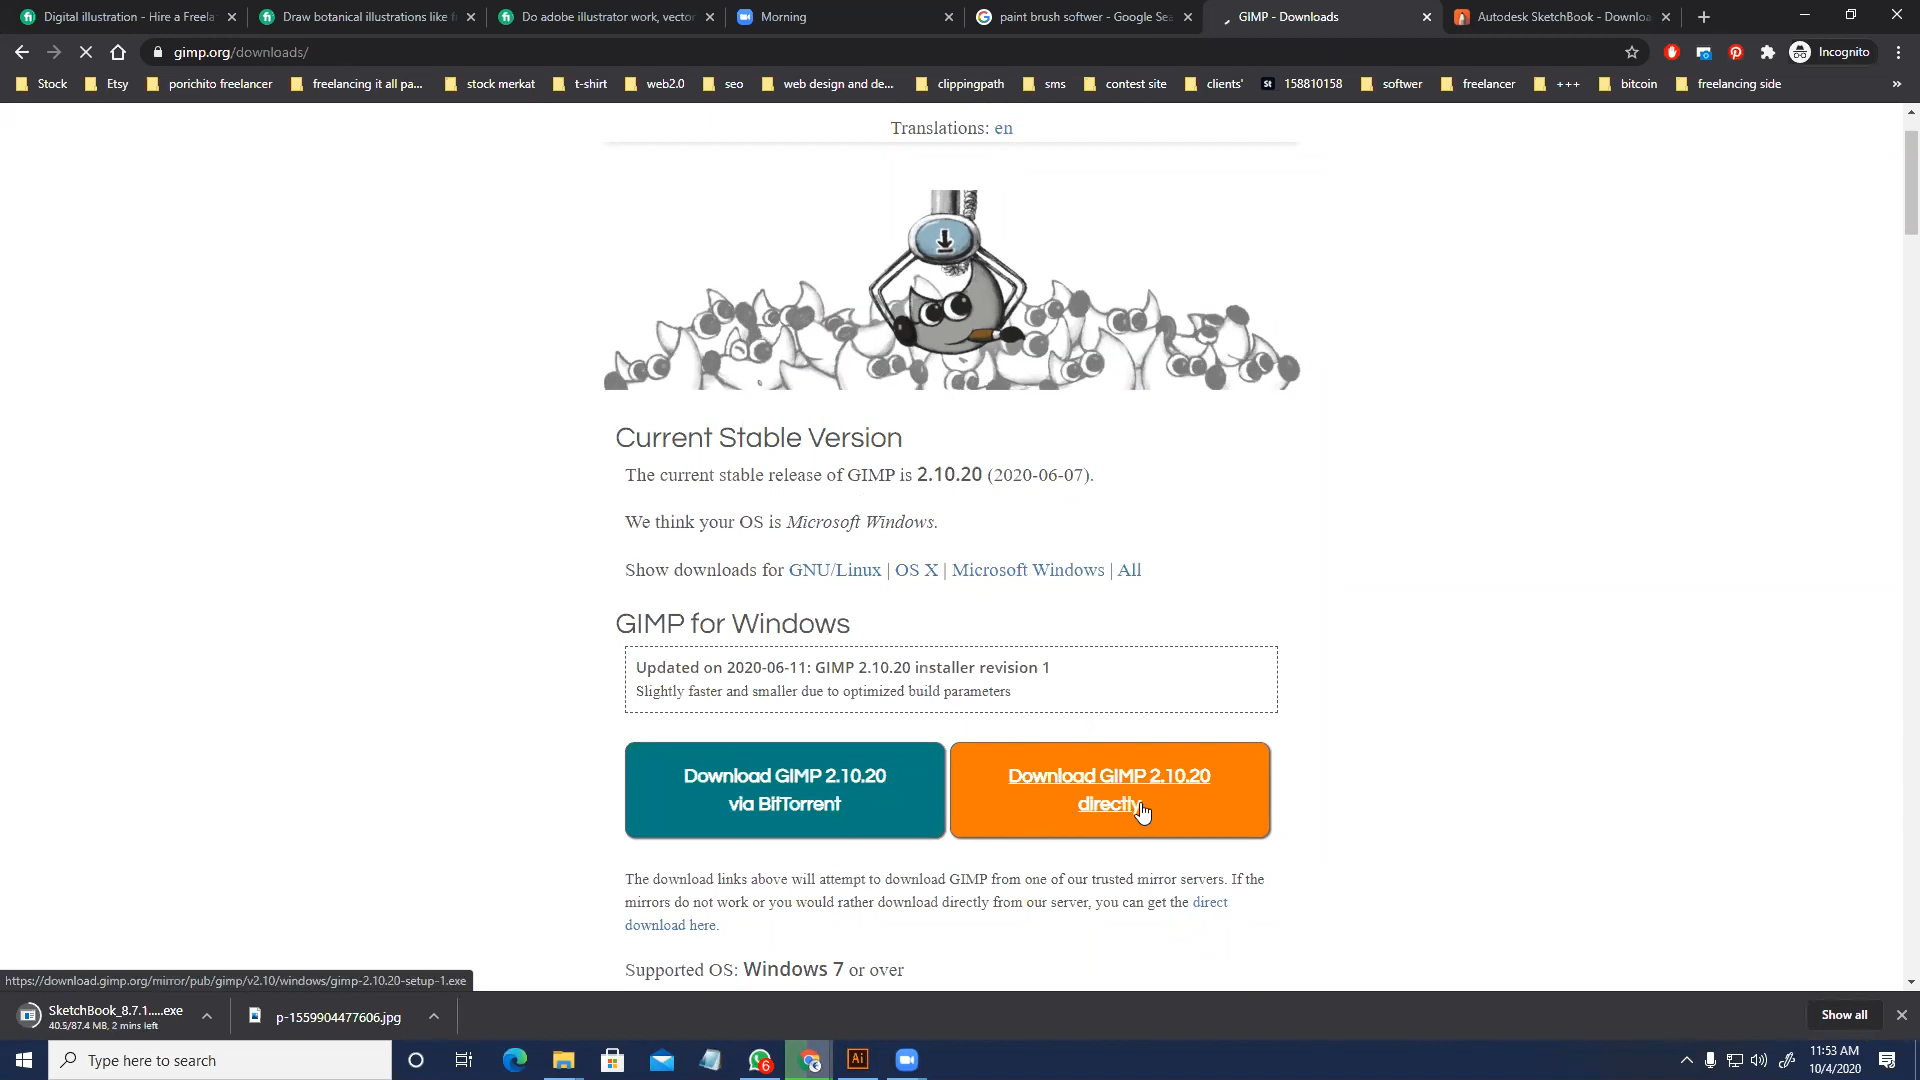 Digital illustration - Hire a Freela
Draw botanical illustrations like f
Do adobe illustrator work, vector
Morning
paint brush softwer - Google Sea
GIMP - Downloads
Autodesk SketchBook - Downloa
gimp.org/downloads/
Incognito
Stock
Etsy
porichito freelancer
freelancing it all pa...
stock merkat
t-shirt
web2.0
seo
web design and de...
clippingpath
sms
contest site
clients'
St 158810158
softwer
freelancer
+++
bitcoin
freelancing side
»
Translations: en
Current Stable Version
The current stable release of GIMP is 2.10.20 (2020-06-07).
We think your OS is Microsoft Windows.
Show downloads for GNU/Linux | OS X | Microsoft Windows | All
GIMP for Windows
Updated on 2020-06-11: GIMP 2.10.20 installer revision 1
Slightly faster and smaller due to optimized build parameters
Download GIMP 2.10.20
via BitTorrent
Download GIMP 2.10.20
directly
The download links above will attempt to download GIMP from one of our trusted mirror servers. If the
mirrors do not work or you would rather download directly from our server, you can get the direct
download here.
Supported OS: Windows 7 or over
https://download.gimp.org/mirror/pub/gimp/v2.10/windows/gimp-2.10.20-setup-1.exe
SketchBook_8.7.1.....exe
40.5/87.4 MB, 2 mins left
p-1559904477606.jpg
Show all
Type here to search
6
Ai
11:53 AM
10/4/2020